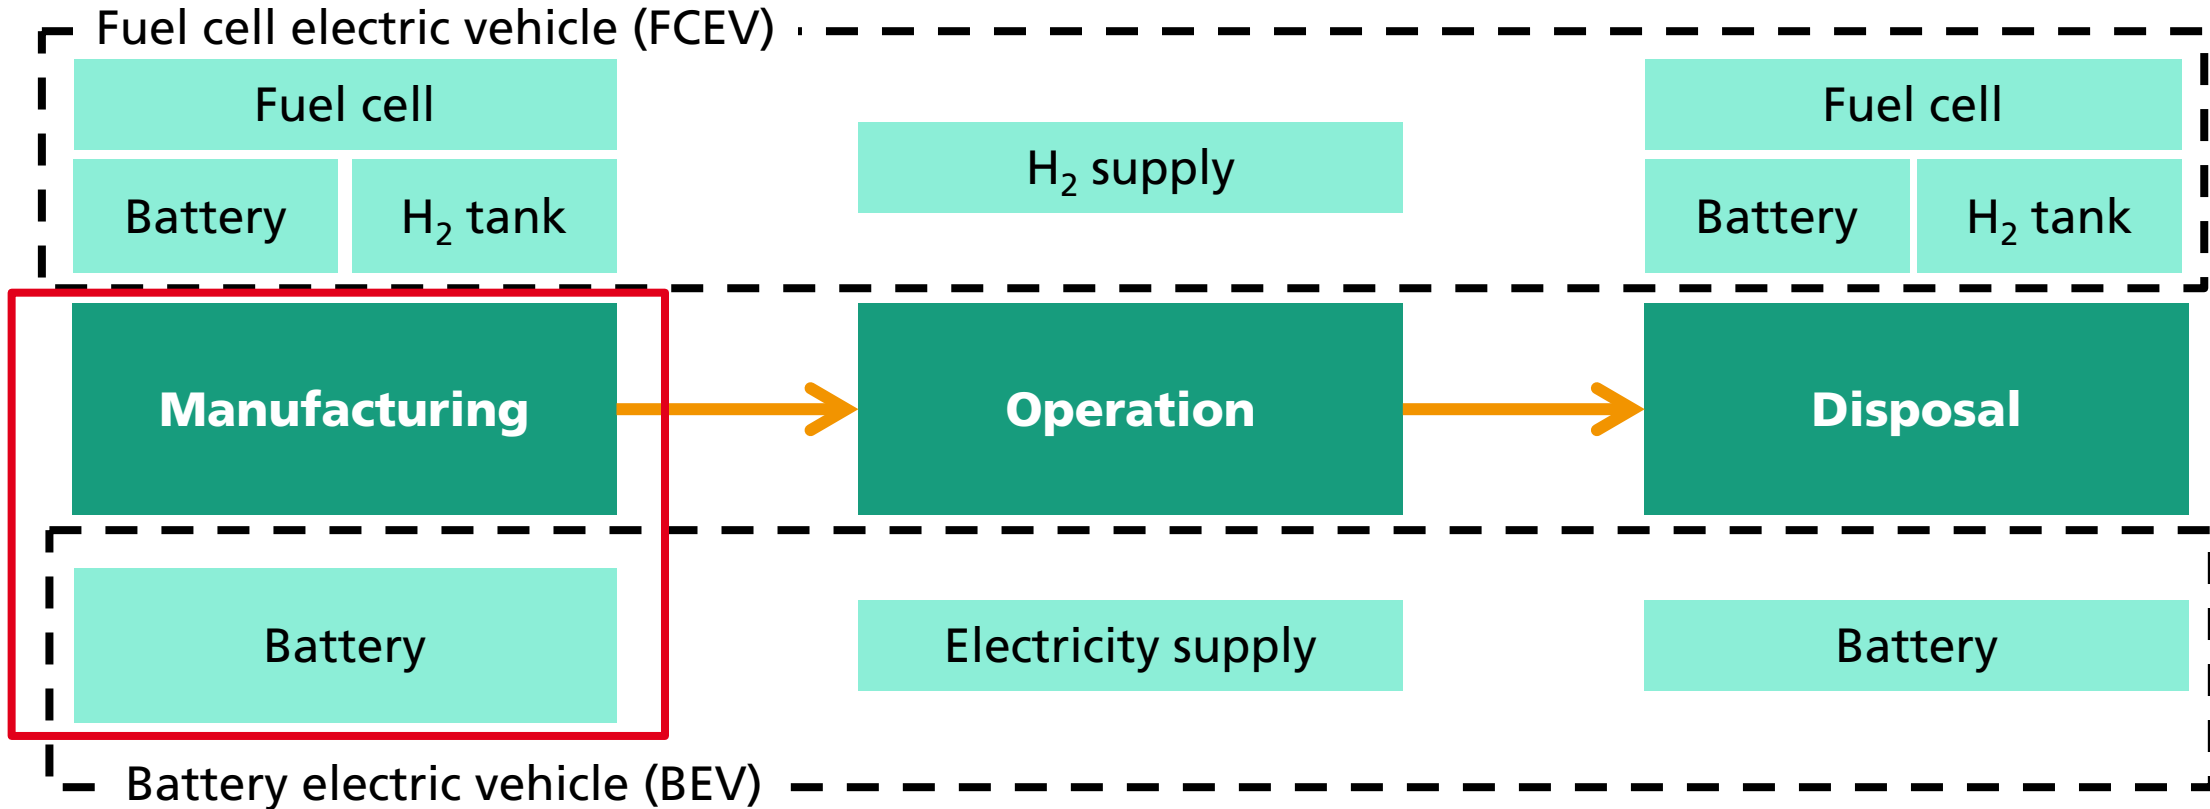 Fuel cell electric vehicle (FCEV)
Fuel cell
Battery
H₂ tank
H₂ supply
Fuel cell
Battery
H₂ tank
Manufacturing
Operation
Disposal
Battery
Electricity supply
Battery
Battery electric vehicle (BEV)